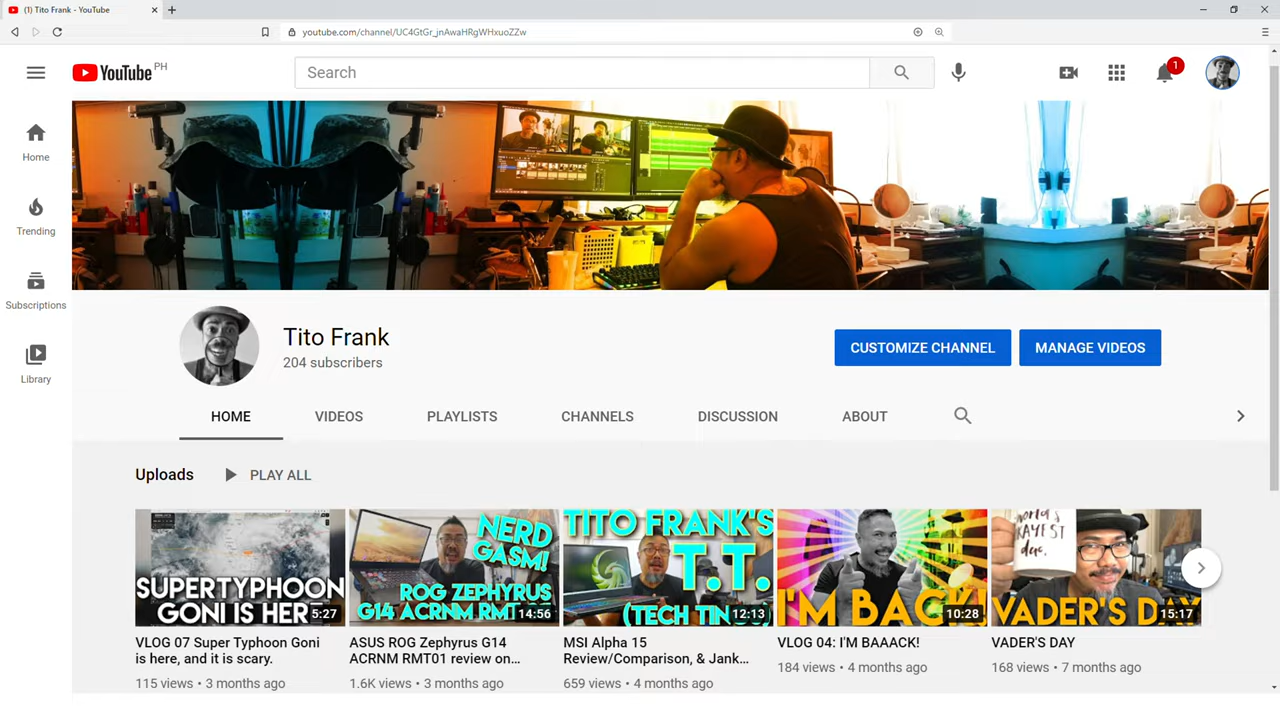 (1) Tito Frank - YouTube
youtube.com/channel/UC4GtGr_jnAwaHRgWHxuoZZw
YouTube PH
Search
1
Home
Trending
Subscriptions
Library
Tito Frank
204 subscribers
CUSTOMIZE CHANNEL
MANAGE VIDEOS
HOME VIDEOS PLAYLISTS CHANNELS DISCUSSION ABOUT
Uploads PLAY ALL
SUPERTYPHOON
GONI IS HER
5:27
VLOG 07 Super Typhoon Goni
is here, and it is scary.
115 views • 3 months ago
NERD
GASM!
ROG ZEPHYRUS
G14 ACRNM RMT
14:56
ASUS ROG Zephyrus G14
ACRNM RMT01 review on...
1.6K views • 3 months ago
TITO FRANK'S
T.T.
(TECH TIN
12:13
MSI Alpha 15
Review/Comparison, & Jank...
659 views • 4 months ago
I'M BACK!
10:28
VLOG 04: I'M BAAACK!
184 views • 4 months ago
world's
OKAYEST
doc.
VADER'S DAY
15:17
VADER'S DAY
168 views • 7 months ago